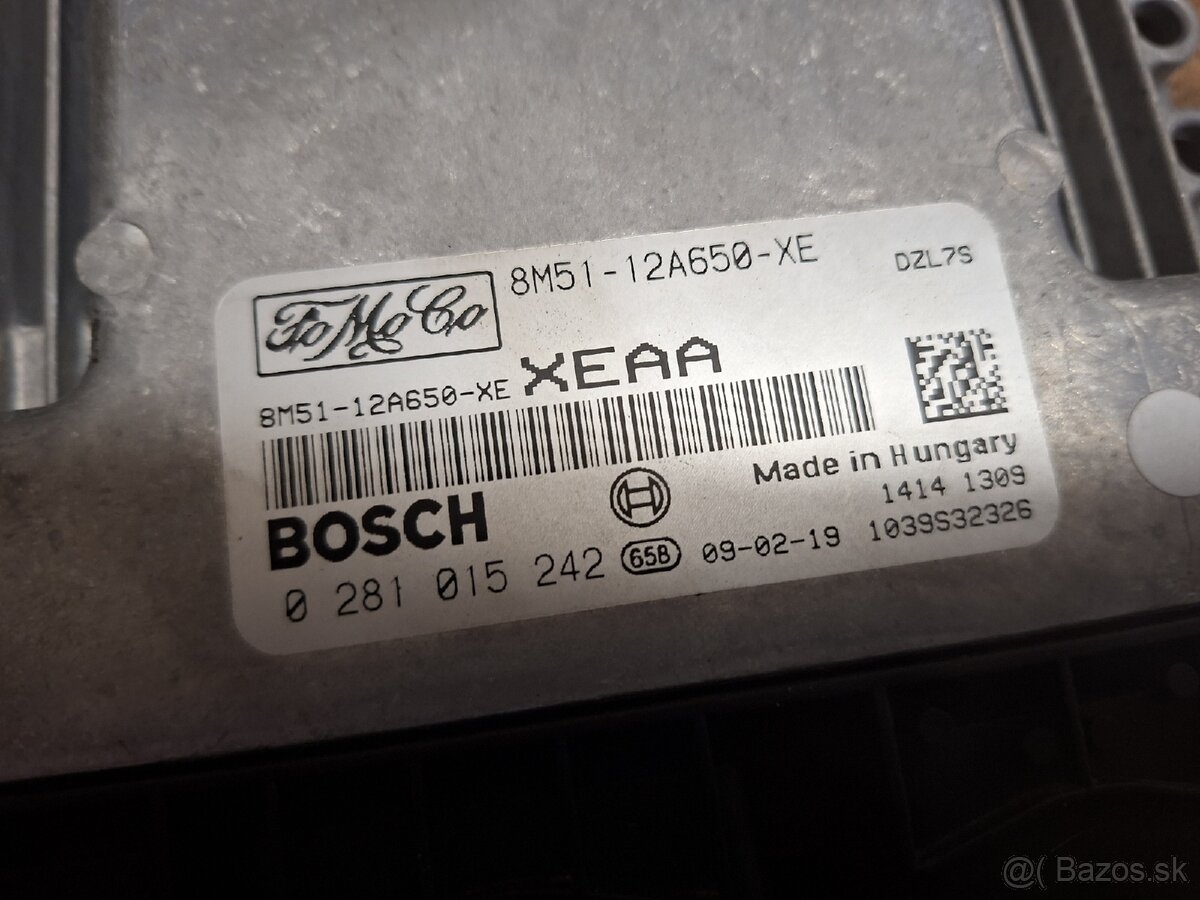 FoMoCo
8M51-12A650-XE
DZL7S
8M51-12A650-XE
XEAA
Made in Hungary
BOSCH
1414 1309
0 281 015 242
65B
09-02-19
1039S32326
@( Bazos.sk